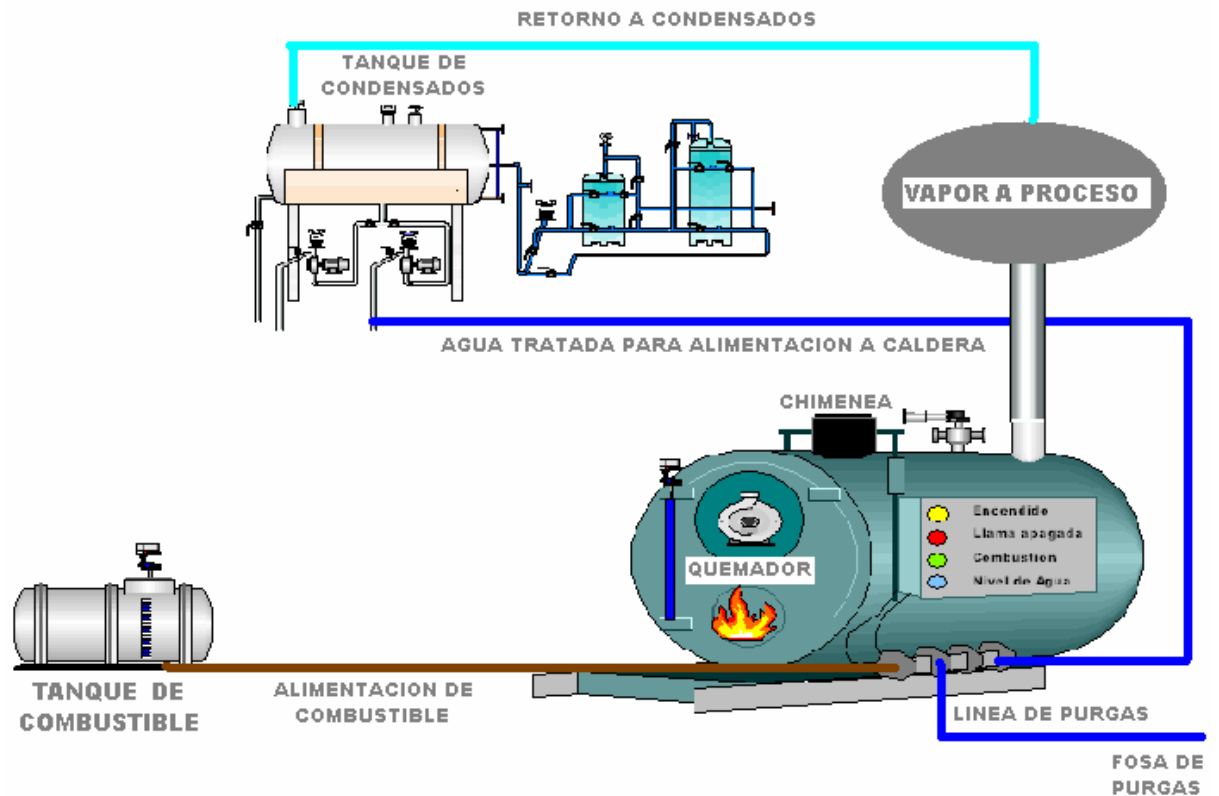 RETORNO A CONDENSADOS
TANQUE DE
CONDENSADOS
VAPOR A PROCESO
AGUA TRATADA PARA ALIMENTACION A CALDERA
CHIMENEA
Encendido
Llama apagada
Combustion
Nivel de Agua
QUEMADOR
TANQUE DE
COMBUSTIBLE
ALIMENTACION DE
COMBUSTIBLE
LINEA DE PURGAS
FOSA DE
PURGAS